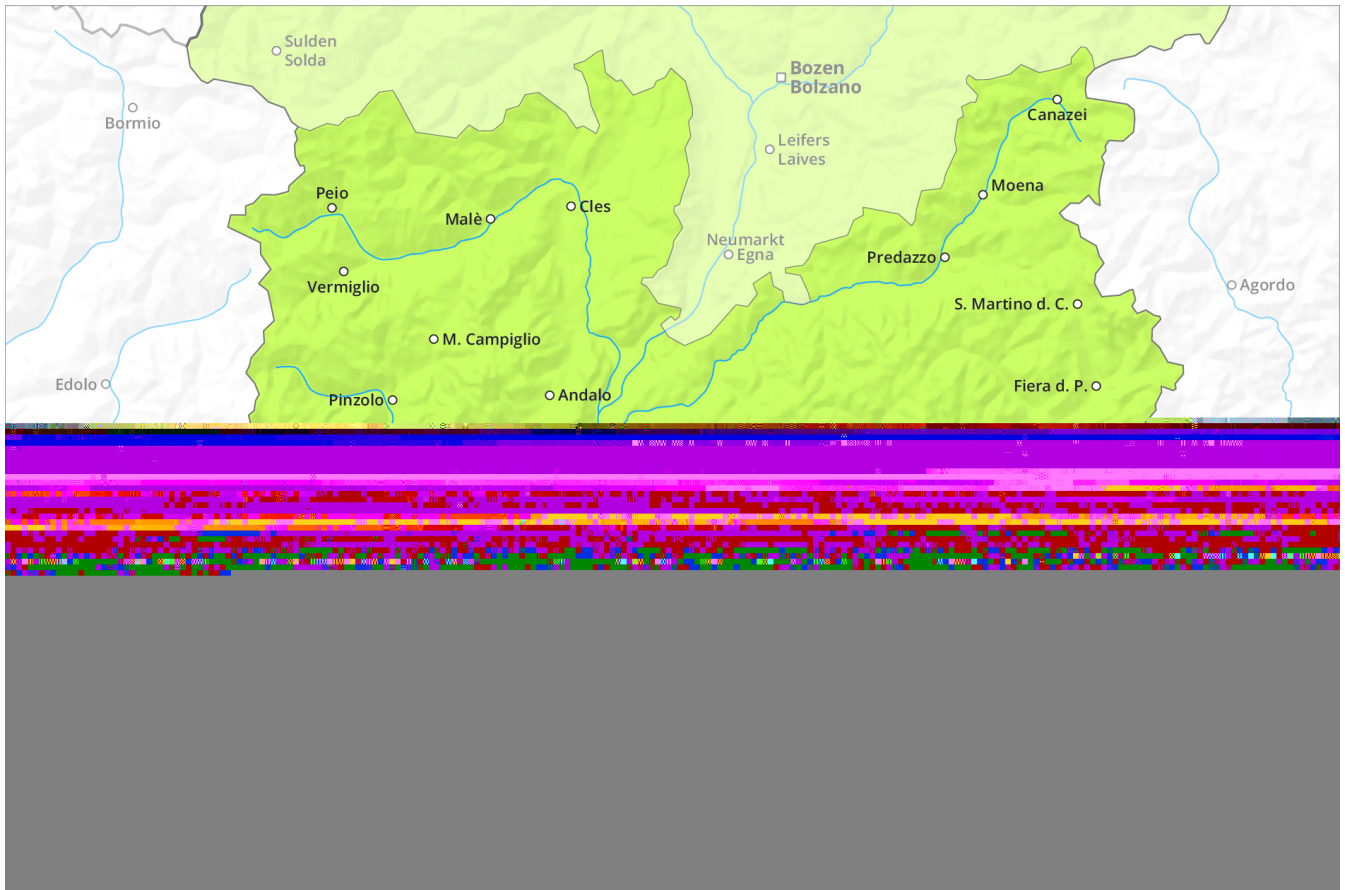 Sulden
Solda
Bozen
Bolzano
Bormio
Canazei
Leifers
Laives
Peio
Moena
Malè
Cles
Neumarkt
Egna
Predazzo
Vermiglio
Agordo
S. Martino d. C.
M. Campiglio
Edolo
Fiera d. P.
Pinzolo
Andalo